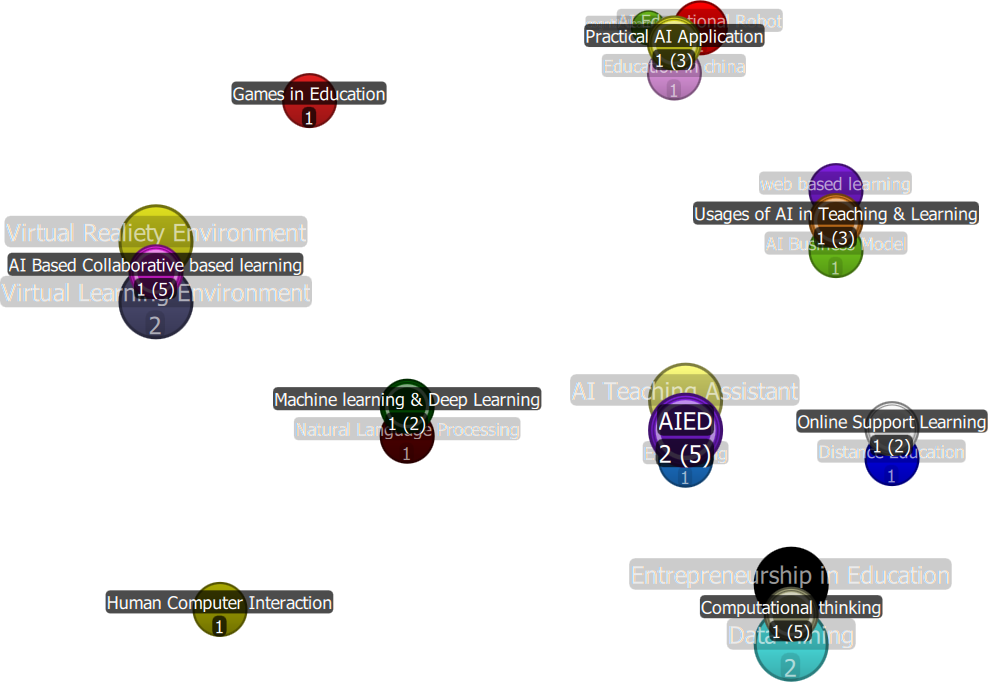 AI Educational Robot
Practical AI Application
1 (3)
Education in china
1
Games in Education
1
web based learning
Usages of AI in Teaching & Learning
1 (3)
AI Business Model
1
Virtual Realiety Environment
AI Based Collaborative based learning
1 (5)
Virtual Learning Environment
2
AI Teaching Assistant
AIED
2 (5)
1
Machine learning & Deep Learning
1 (2)
Natural Language Processing
1
Online Support Learning
1 (2)
Distance Education
1
Entrepreneurship in Education
Computational thinking
1 (5)
Data Mining
2
Human Computer Interaction
1